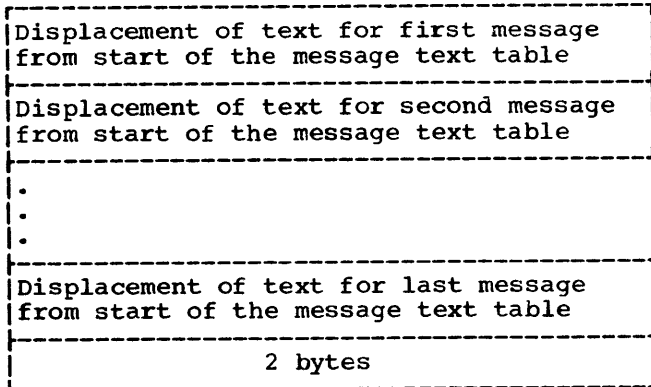 Displacement of text for first message
from start of the message text table
Displacement of text for second message
from start of the message text table
.
.
.
Displacement of text for last message
from start of the message text table
2 bytes